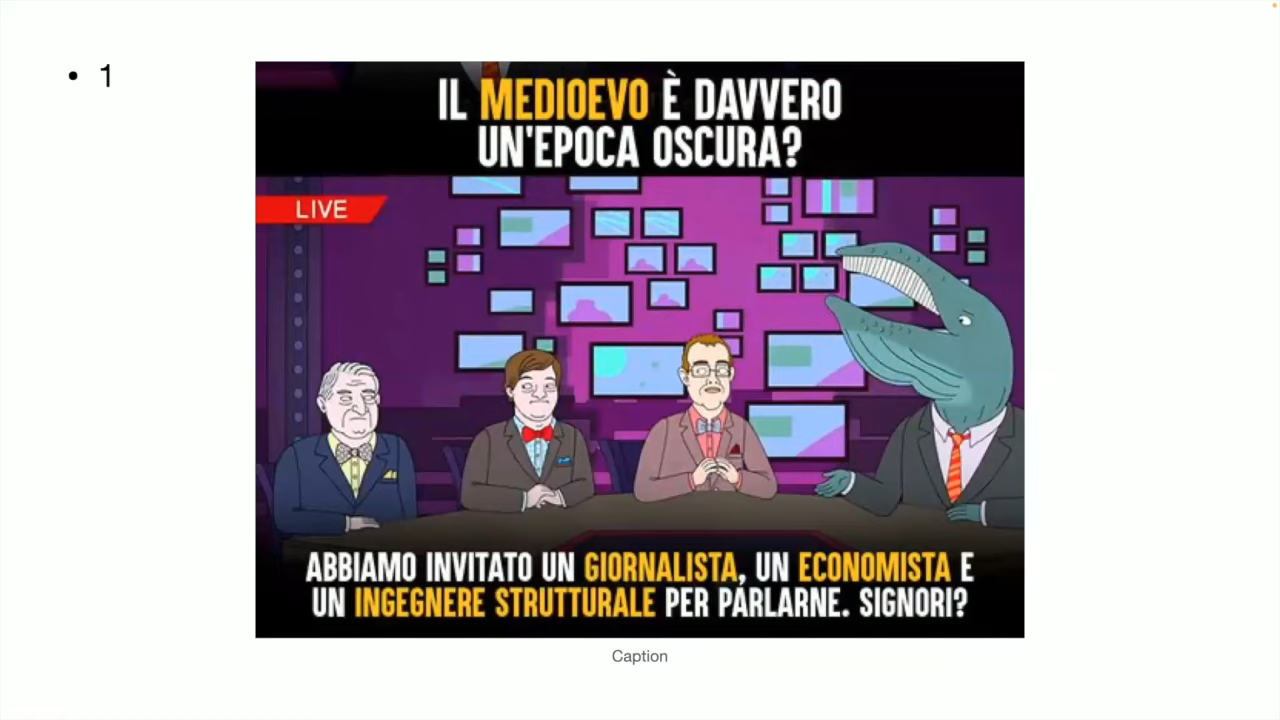 • 1
IL MEDIOEVO È DAVVERO
UN'EPOCA OSCURA?
LIVE
ABBIAMO INVITATO UN GIORNALISTA, UN ECONOMISTA E
UN INGEGNERE STRUTTURALE PER PARLARNE. SIGNORI?
Caption